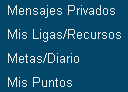 Mensajes Privados
Mis Ligas/Recursos
Metas/Diario
Mis Puntos